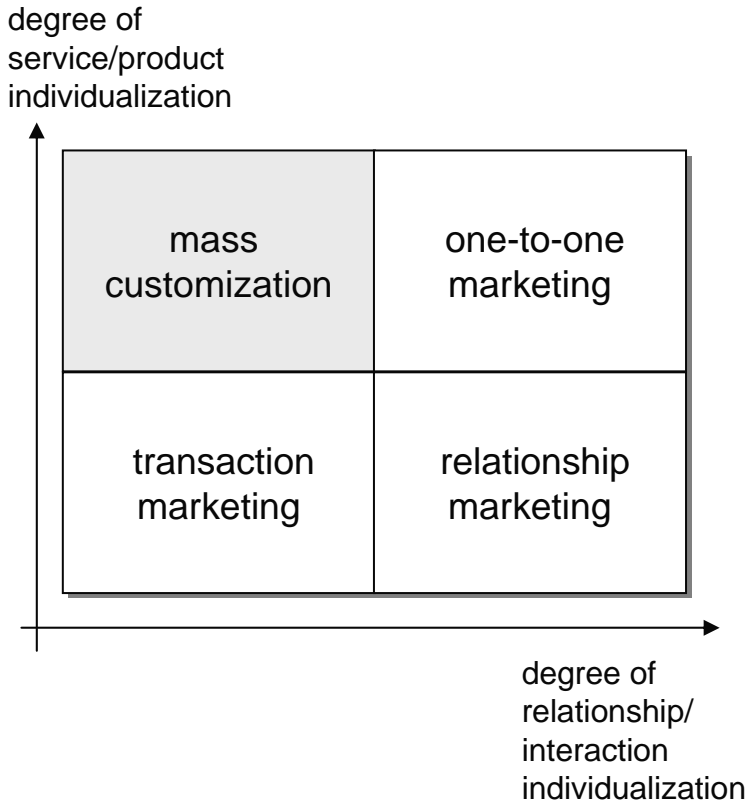 degree of
service/product
individualization
mass
customization
one-to-one
marketing
transaction
marketing
relationship
marketing
degree of
relationship/
interaction
individualization